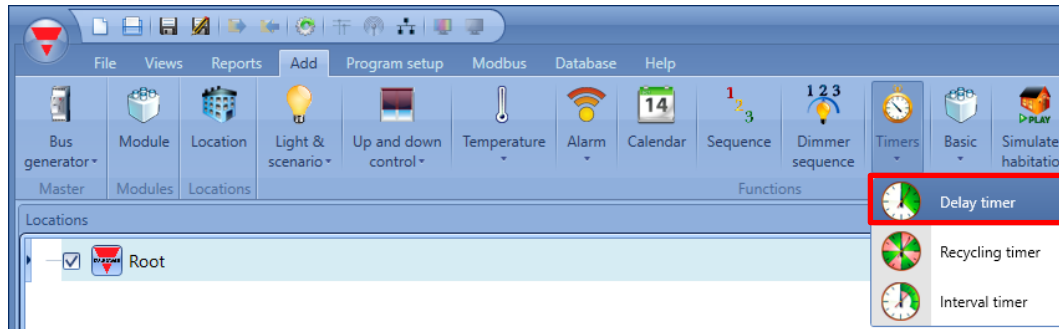 File Views Reports Add Program setup Modbus Database Help
14
1 2 3
1 2 3
PLAY
Bus generator
Module
Location
Light & scenario
Up and down control
Temperature
Alarm
Calendar
Sequence
Dimmer sequence
Timers
Basic
Simulate habitatio
Master Modules Locations Functions
Locations
Root
Delay timer
Recycling timer
Interval timer